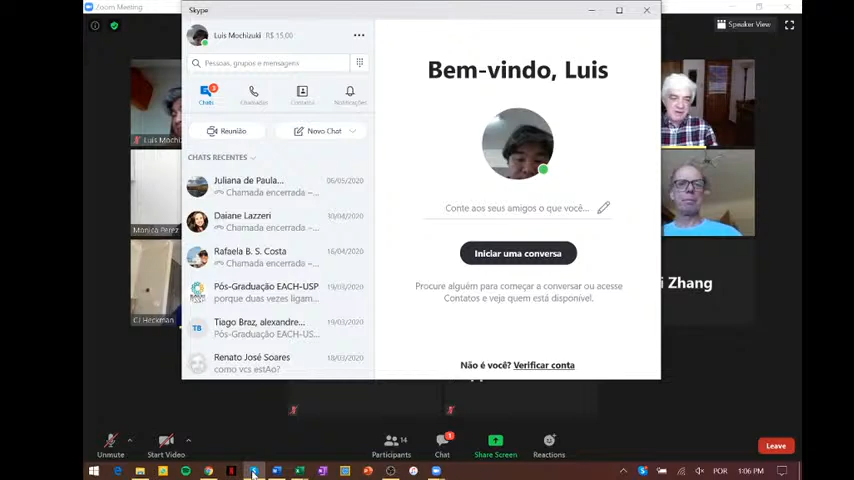 Zoom Meeting
Skype
Speaker View
Luis Mochizuki R$ 15,00
Pessoas, grupos e mensagens
3
Chats
Chamadas
Contatos
Notificações
Reunião
Novo Chat
CHATS RECENTES
Juliana de Paula... 06/05/2020
Chamada encerrada –...
Daiane Lazzeri 30/04/2020
Chamada encerrada –...
Rafaela B. S. Costa 16/04/2020
Chamada encerrada –...
Pós-Graduação EACH-USP 19/03/2020
porque duas vezes ligam...
TB
Tiago Braz, alexandre... 19/03/2020
Pós-Graduação EACH-US...
Renato José Soares 18/03/2020
como vcs estAo?
Bem-vindo, Luis
Conte aos seus amigos o que você...
Iniciar uma conversa
Procure alguém para começar a conversar ou acesse
Contatos e veja quem está disponível.
Não é você? Verificar conta
Luis Mochiz
Monica Perez
CJ Heckman
i Zhang
Unmute
Start Video
Participants
14
Chat
1
Share Screen
Reactions
Leave
POR
1:06 PM